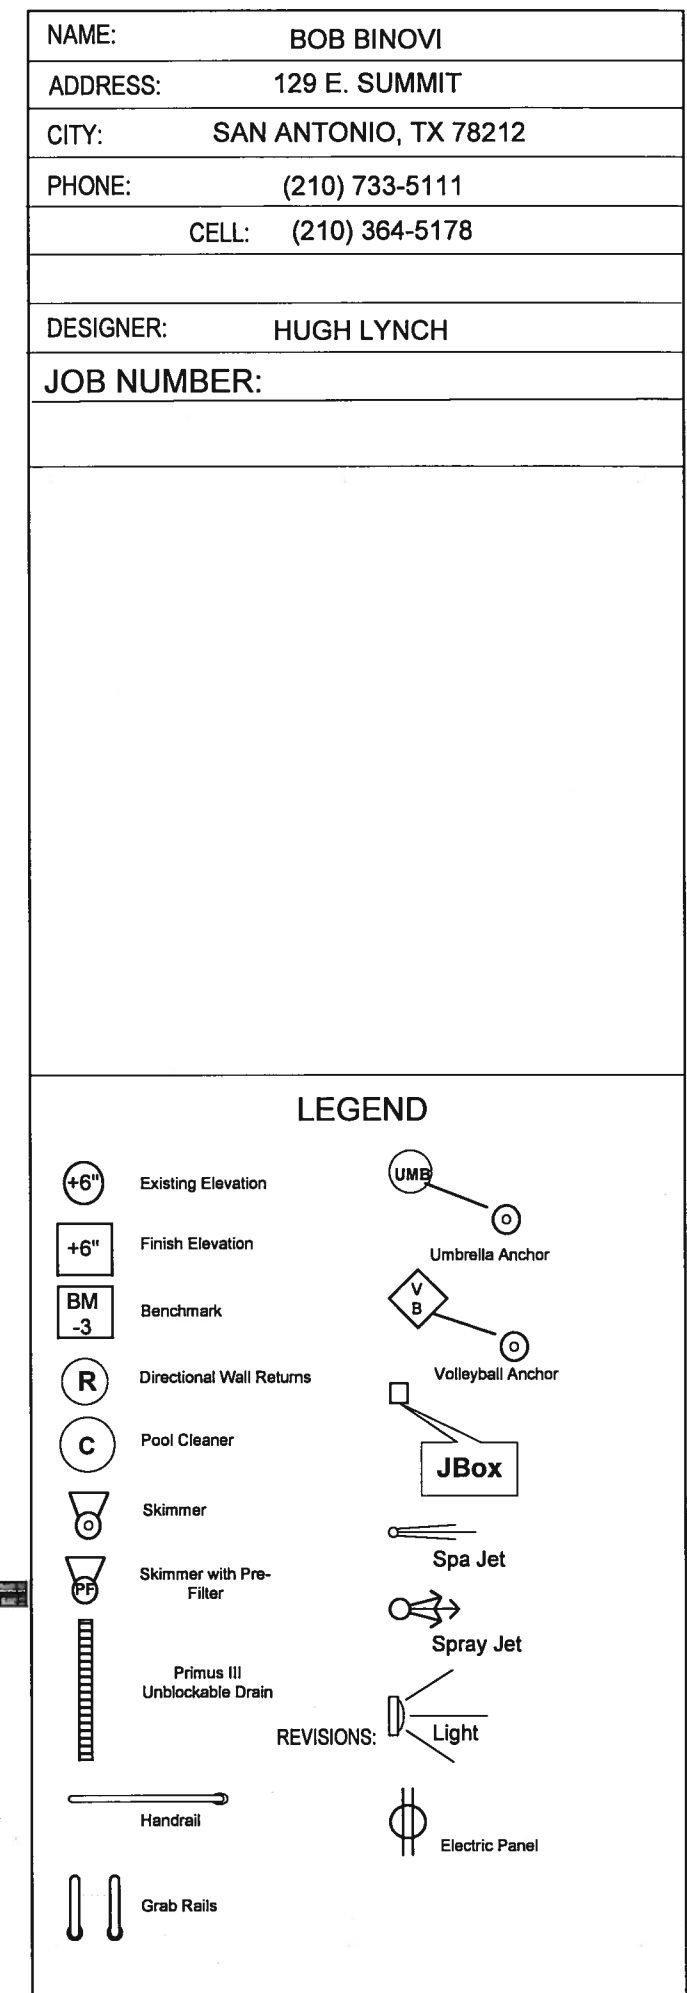 NAME: BOB BINOVI
ADDRESS: 129 E. SUMMIT
CITY: SAN ANTONIO, TX 78212
PHONE: (210) 733-5111
CELL: (210) 364-5178
DESIGNER: HUGH LYNCH
JOB NUMBER:
LEGEND
+6" Existing Elevation
+6" Finish Elevation
BM
-3
Benchmark
R Directional Wall Returns
C Pool Cleaner
Skimmer
PF
Skimmer with Pre-
Filter
Primus III
Unblockable Drain
Handrail
Grab Rails
UMB
Umbrella Anchor
V
B
Volleyball Anchor
JBox
Spa Jet
Spray Jet
REVISIONS:
Light
Electric Panel